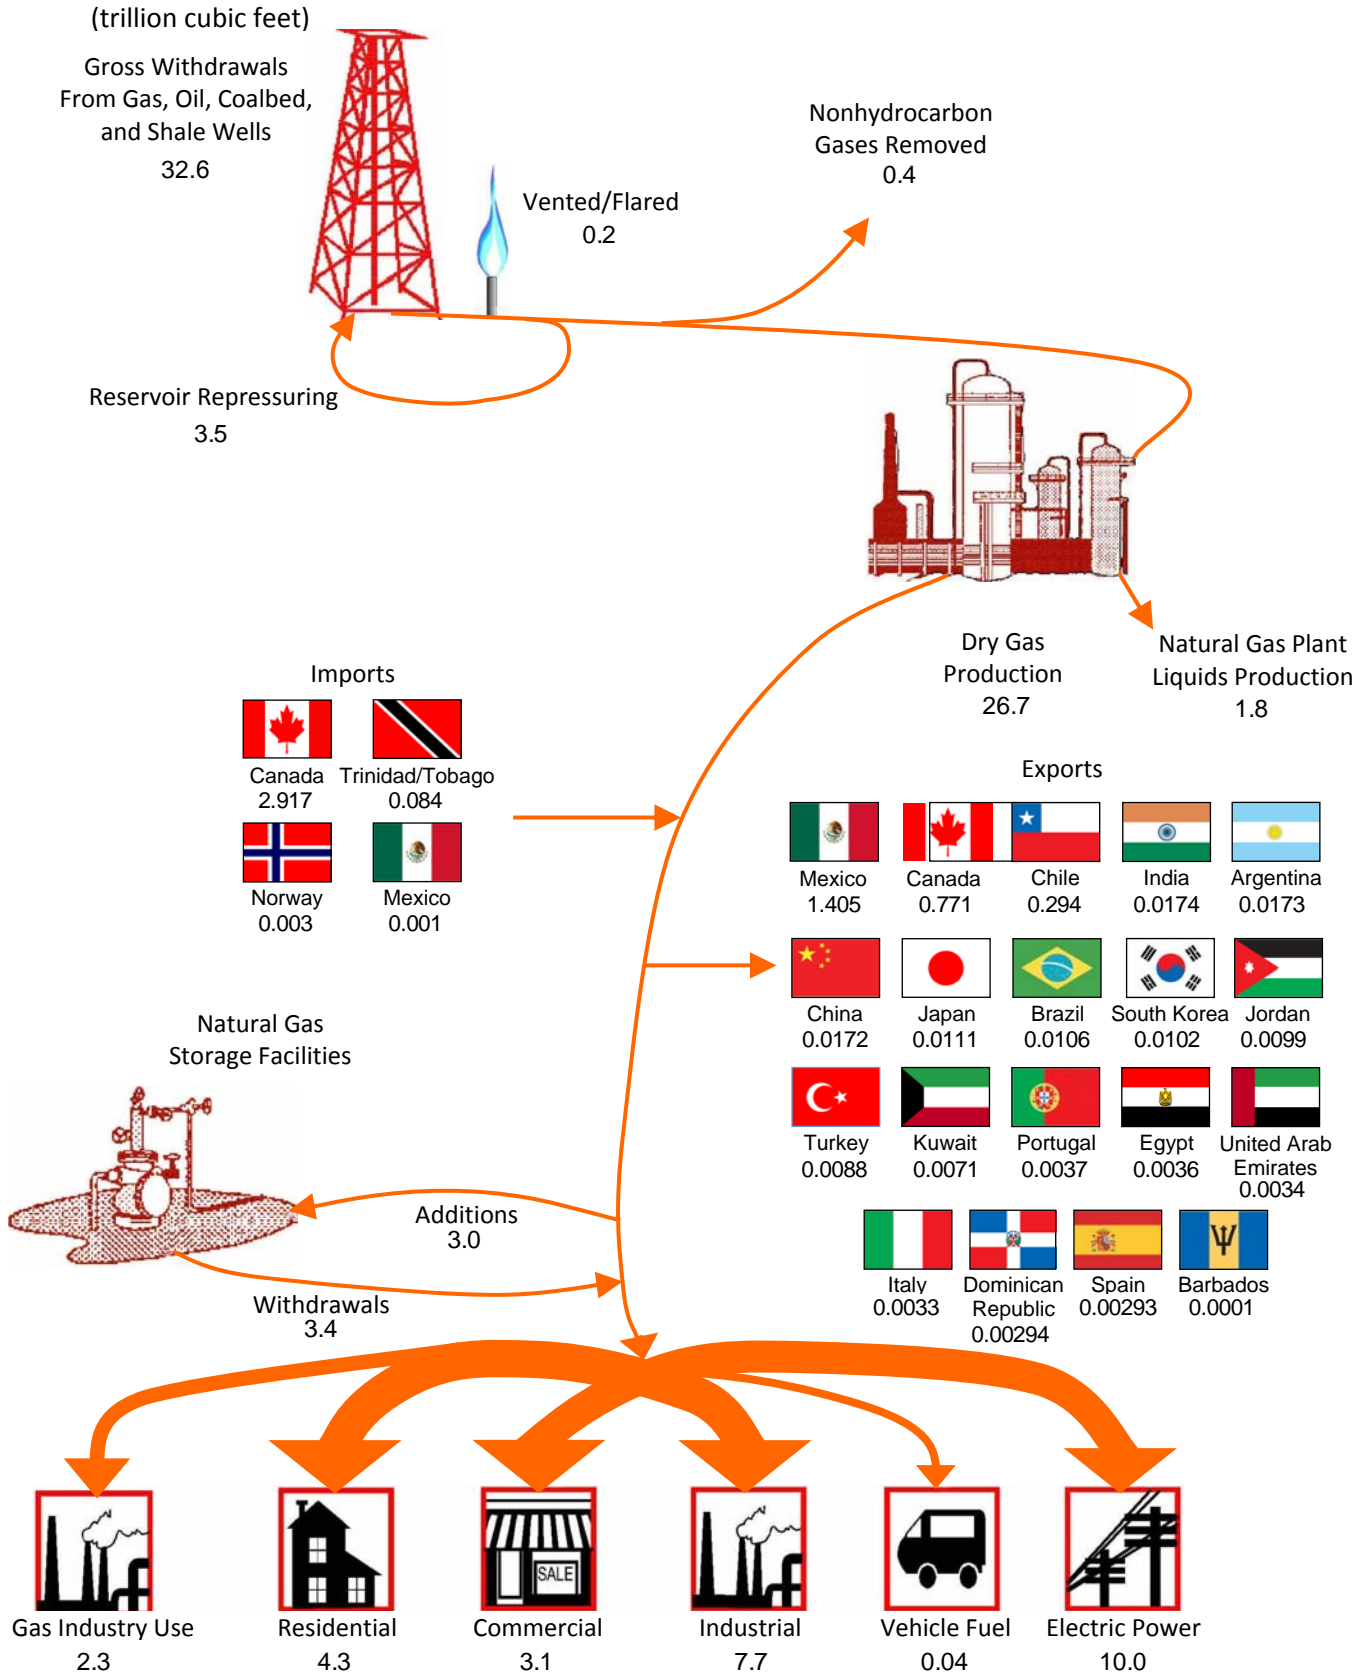 (trillion cubic feet)
Gross Withdrawals
From Gas, Oil, Coalbed,
and Shale Wells
32.6
Nonhydrocarbon
Gases Removed
0.4
Vented/Flared
0.2
Reservoir Repressuring
3.5
Dry Gas
Production
26.7
Natural Gas Plant
Liquids Production
1.8
Imports
Canada
2.917
Trinidad/Tobago
0.084
Norway
0.003
Mexico
0.001
Exports
Mexico
1.405
Canada
0.771
Chile
0.294
India
0.0174
Argentina
0.0173
China
0.0172
Japan
0.0111
Brazil
0.0106
South Korea
0.0102
Jordan
0.0099
Turkey
0.0088
Kuwait
0.0071
Portugal
0.0037
Egypt
0.0036
United Arab
Emirates
0.0034
Italy
0.0033
Dominican
Republic
0.00294
Spain
0.00293
Barbados
0.0001
Natural Gas
Storage Facilities
Additions
3.0
Withdrawals
3.4
SALE
Gas Industry Use
2.3
Residential
4.3
Commercial
3.1
Industrial
7.7
Vehicle Fuel
0.04
Electric Power
10.0